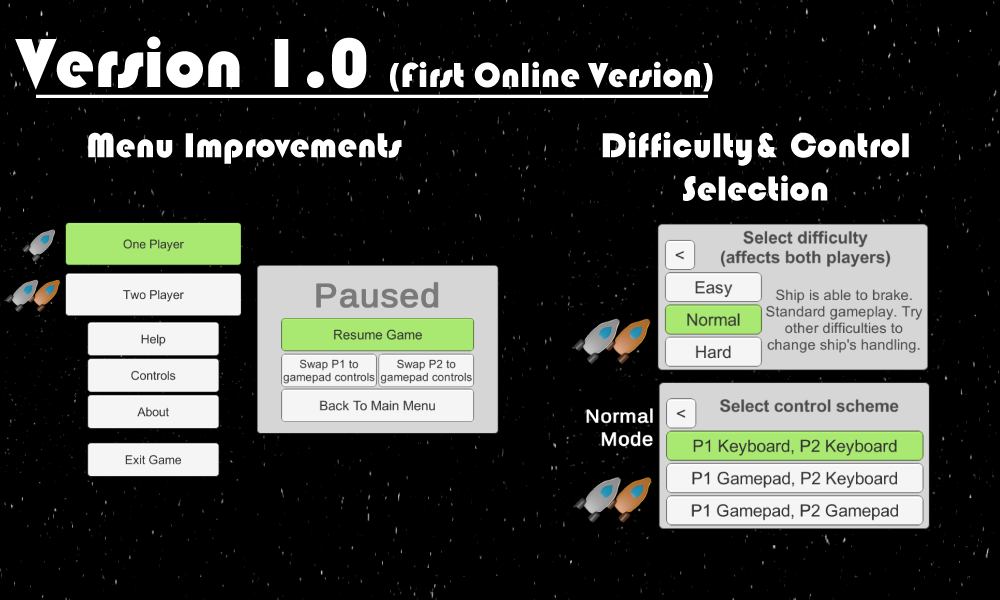 Version 1.0 (First Online Version)
Menu Improvements
One Player
Two Player
Help
Controls
About
Exit Game
Paused
Resume Game
Swap P1 to
gamepad controls
Swap P2 to
gamepad controls
Back To Main Menu
Difficulty & Control
Selection
Select difficulty
(affects both players)
<
Easy
Normal
Hard
Ship is able to brake.
Standard gameplay. Try
other difficulties to
change ship's handling.
Normal
Mode
<
Select control scheme
P1 Keyboard, P2 Keyboard
P1 Gamepad, P2 Keyboard
P1 Gamepad, P2 Gamepad